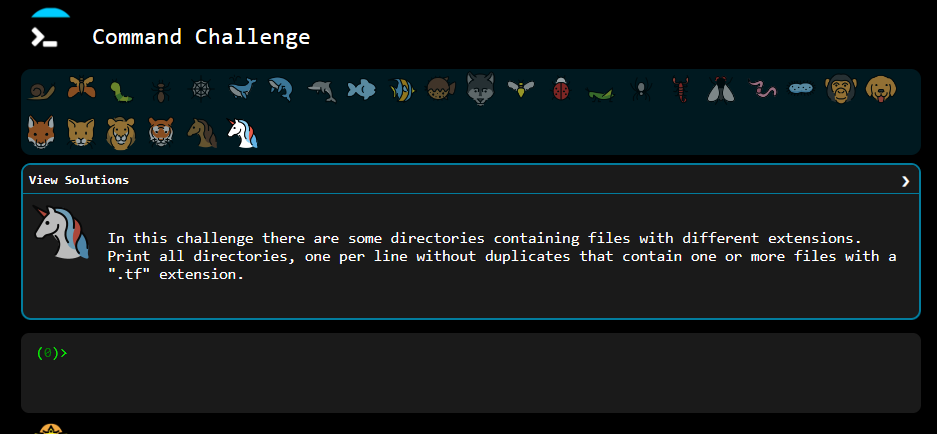 Command Challenge
View Solutions
In this challenge there are some directories containing files with different extensions.
Print all directories, one per line without duplicates that contain one or more files with a
".tf" extension.
(0)>